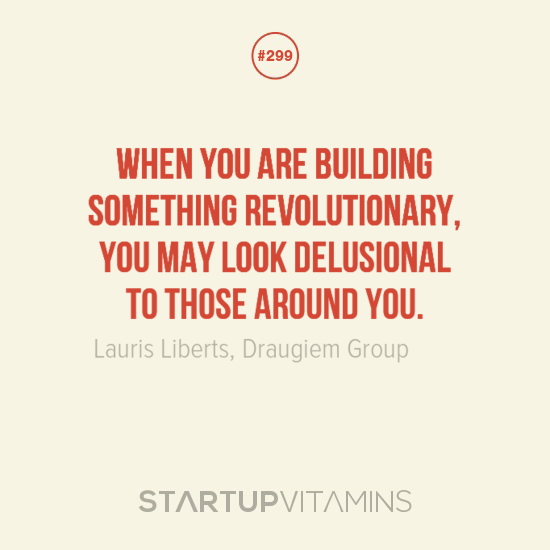 #299
WHEN YOU ARE BUILDING
SOMETHING REVOLUTIONARY,
YOU MAY LOOK DELUSIONAL
TO THOSE AROUND YOU.
Lauris Liberts, Draugiem Group
STARTUPVITAMINS